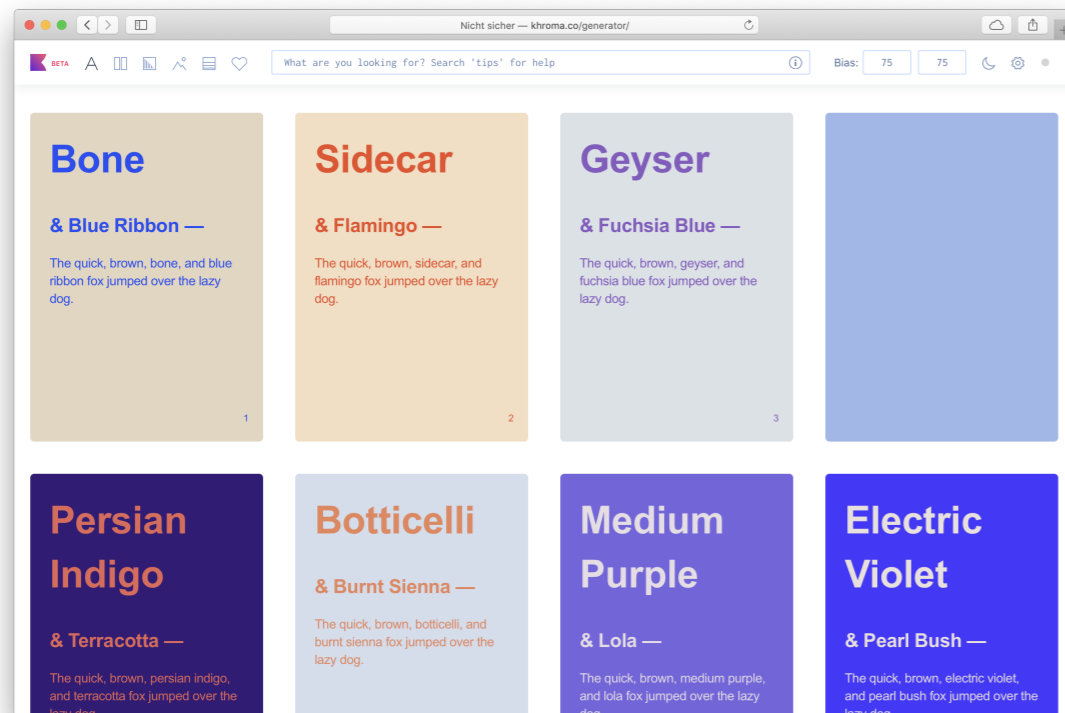 Nicht sicher — khroma.co/generator/
BETA
What are you looking for? Search 'tips' for help
Bias: 75 75
Bone
& Blue Ribbon —
The quick, brown, bone, and blue
ribbon fox jumped over the lazy
dog.
1
Sidecar
& Flamingo —
The quick, brown, sidecar, and
flamingo fox jumped over the lazy
dog.
2
Geyser
& Fuchsia Blue —
The quick, brown, geyser, and
fuchsia blue fox jumped over the
lazy dog.
3
Persian
Indigo
& Terracotta —
The quick, brown, persian indigo,
and terracotta fox jumped over the
lazy dog.
Botticelli
& Burnt Sienna —
The quick, brown, botticelli, and
burnt sienna fox jumped over the
lazy dog.
Medium
Purple
& Lola —
The quick, brown, medium purple,
and lola fox jumped over the lazy
dog.
Electric
Violet
& Pearl Bush —
The quick, brown, electric violet,
and pearl bush fox jumped over the
lazy dog.